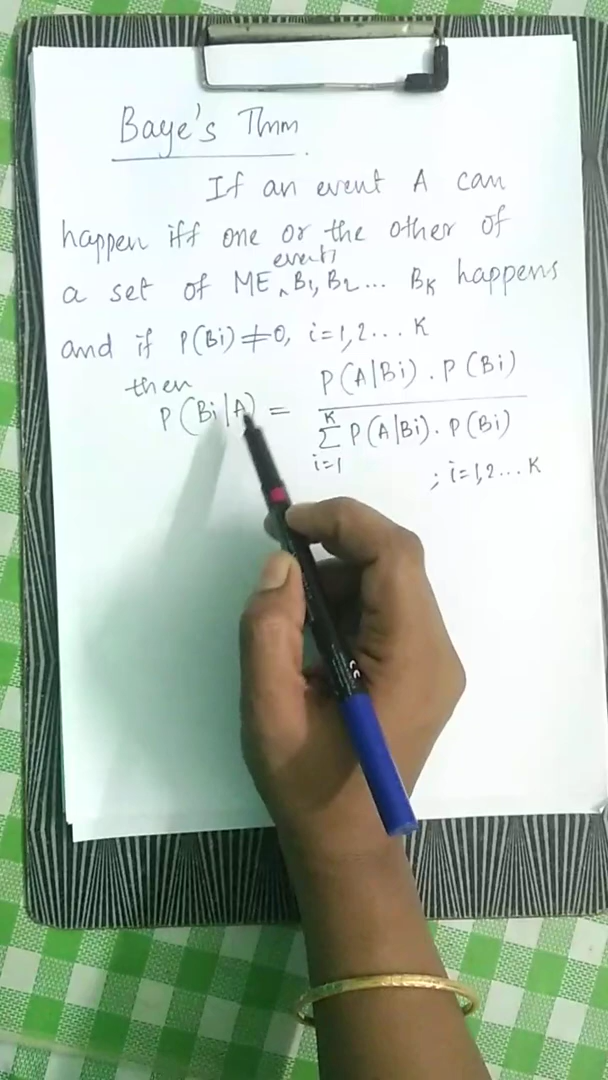 Baye's Thmm
If an event A can
happen iff one or the other of
a set of ME events B1, B2... BK happens
and if P(Bi) ≠ 0, i=1,2... K
then
P(Bi|A) = P(A|Bi) . P(Bi) / K Σ i=1 P(A|Bi) . P(Bi)
; i=1,2... K